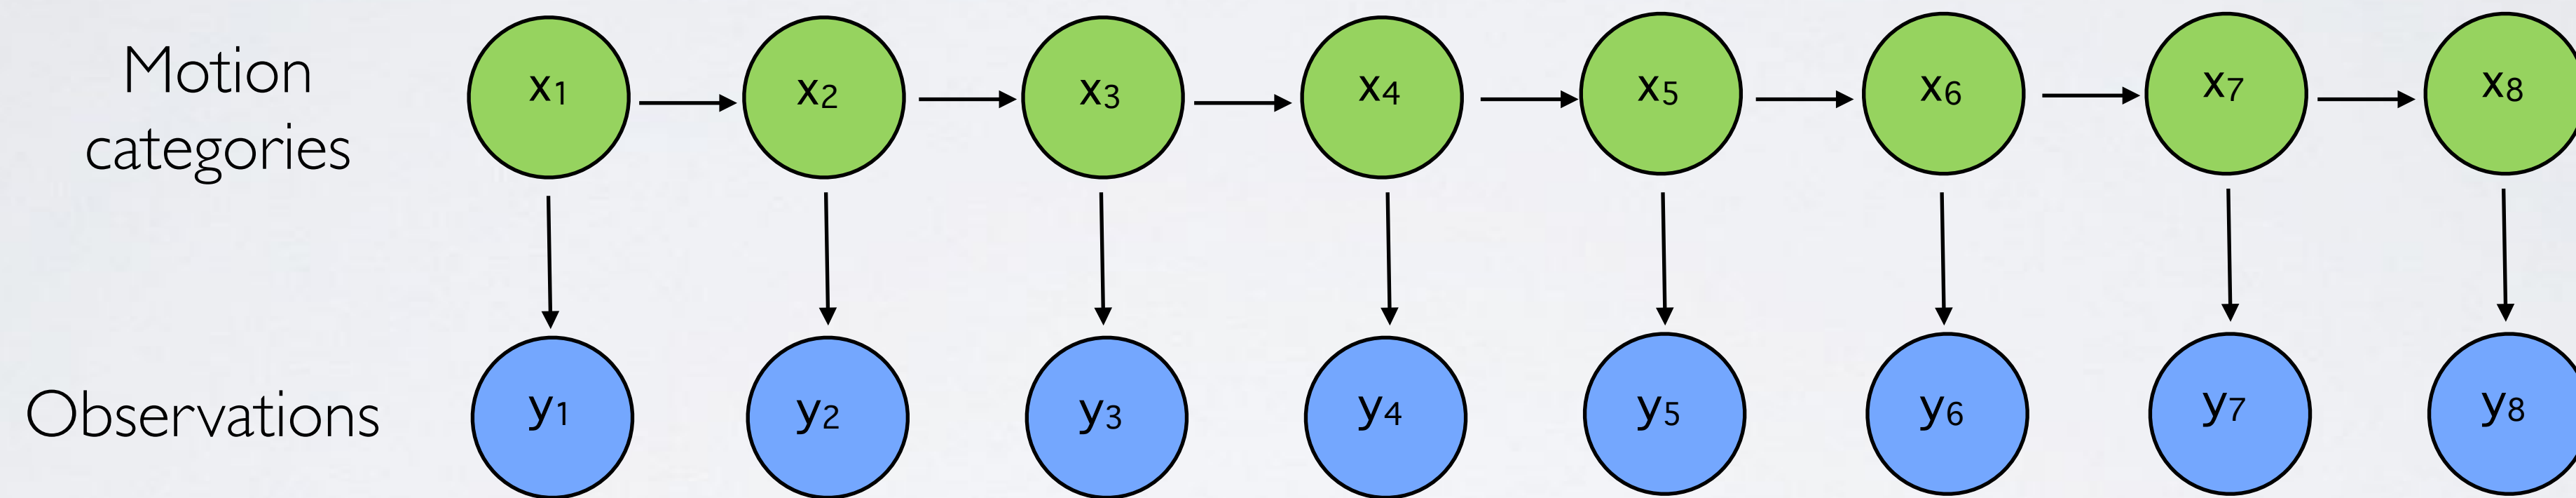 Motion
categories
x1 x2 x3 x4 x5 x6 x7 x8
Observations
y1 y2 y3 y4 y5 y6 y7 y8